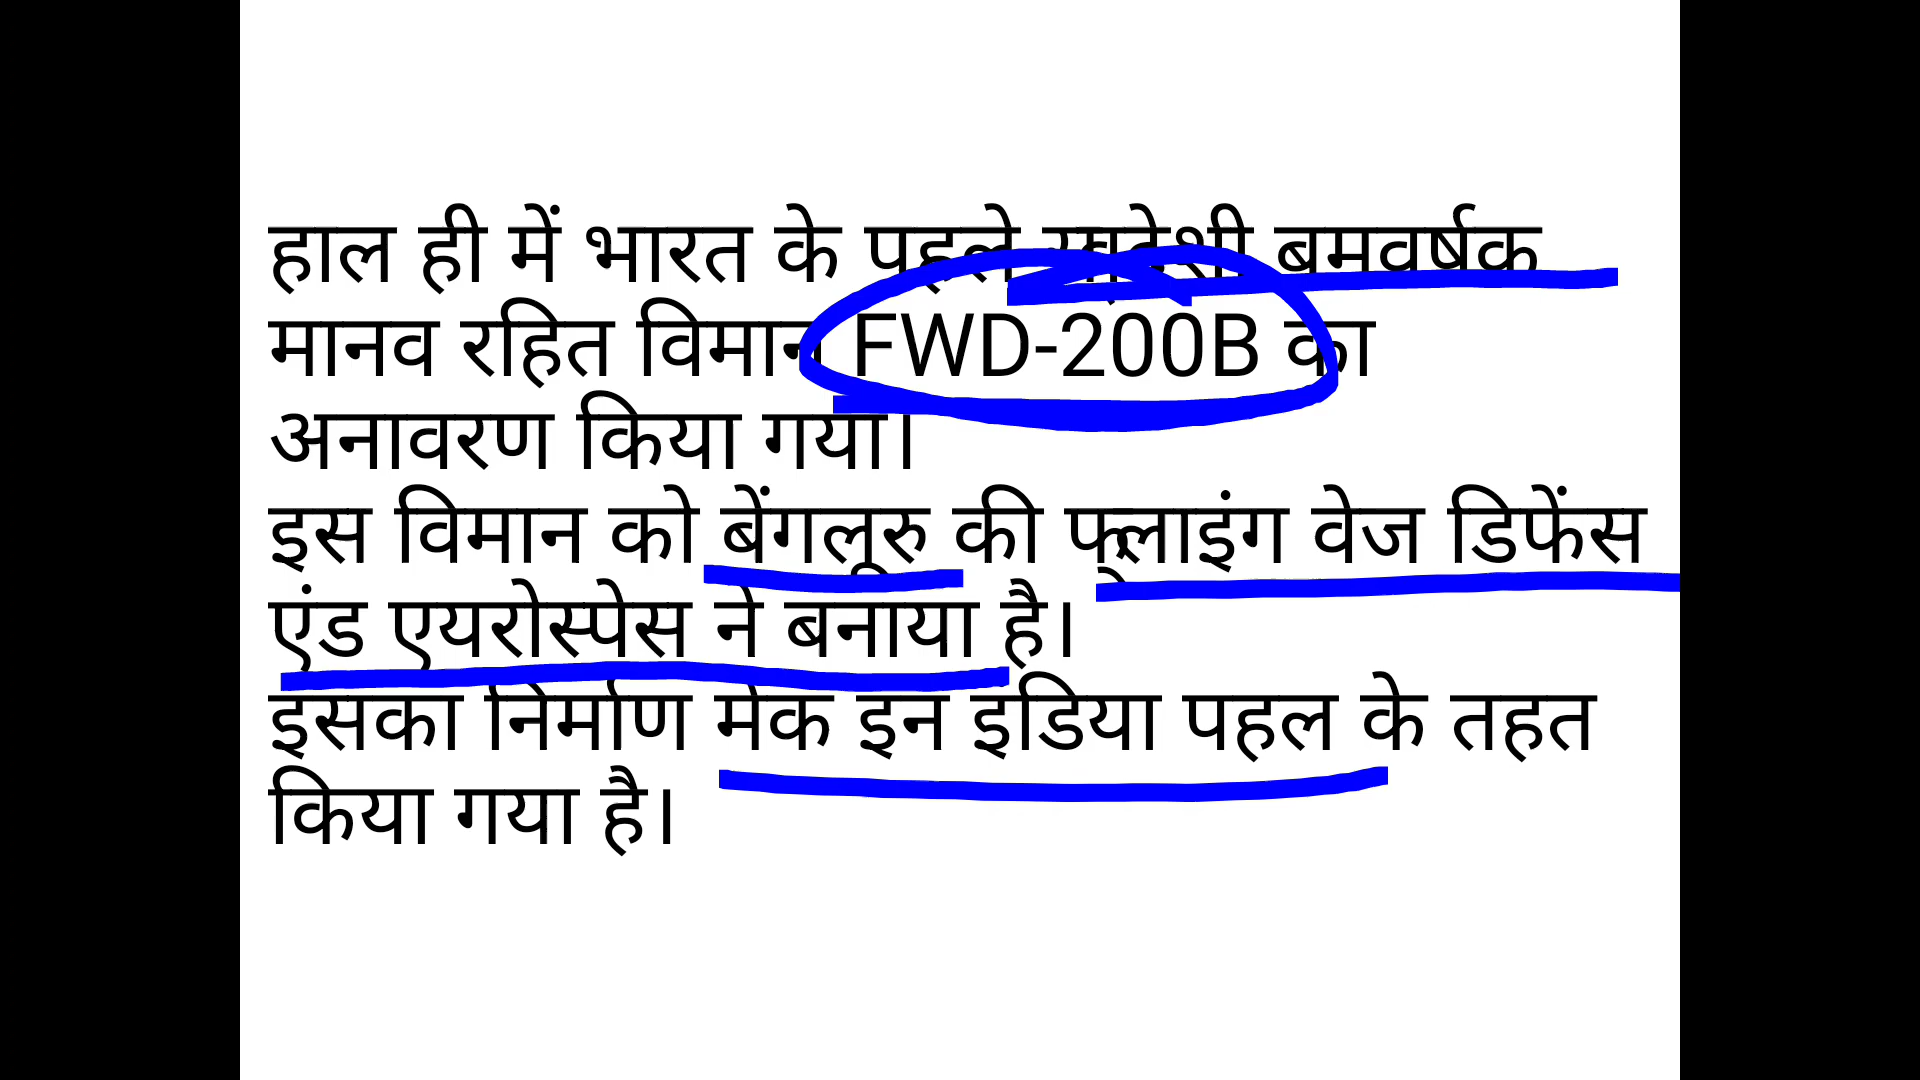 हाल ही में भारत के पहले स्वदेशी बमवर्षक
मानव रहित विमान FWD-200B का
अनावरण किया गया।
इस विमान को बेंगलूरु की फ्लाइंग वेज डिफेंस
एंड एयरोस्पेस ने बनाया है।
इसका निर्माण मेक इन इंडिया पहल के तहत
किया गया है।